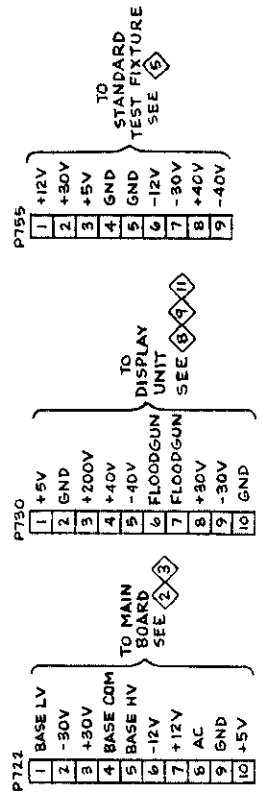 P722
1 BASE LV
2 -30V
3 +30V
4 BASE COM
5 BASE HV
6 -12V
7 +12V
8 AC
9 GND
10 +5V
TO MAIN
BOARD
SEE 2 3
P730
1 +5V
2 GND
3 +200V
4 +40V
5 -40V
6 FLOODGUN
7 FLOODGUN
8 +30V
9 -30V
10 GND
TO
DISPLAY
UNIT
SEE 8 9 11
P755
1 +12V
2 +30V
3 +5V
4 GND
5 GND
6 -12V
7 -30V
8 +40V
9 -40V
TO
STANDARD
TEST FIXTURE
SEE 5